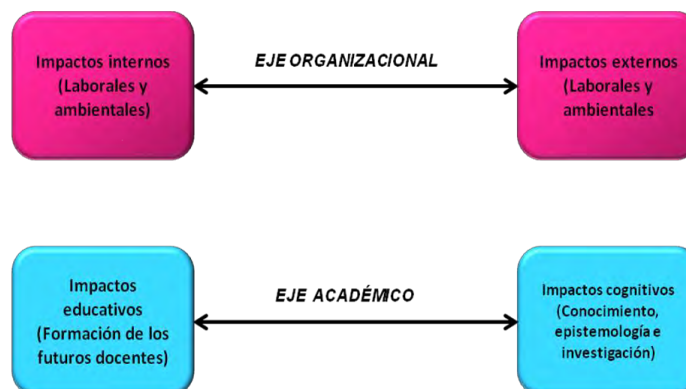 Impactos internos
(Laborales y
ambientales)
EJE ORGANIZACIONAL
Impactos externos
(Laborales y
ambientales
Impactos
educativos
(Formación de los
futuros docentes)
EJE ACADÉMICO
Impactos cognitivos
(Conocimiento,
epistemología e
investigación)